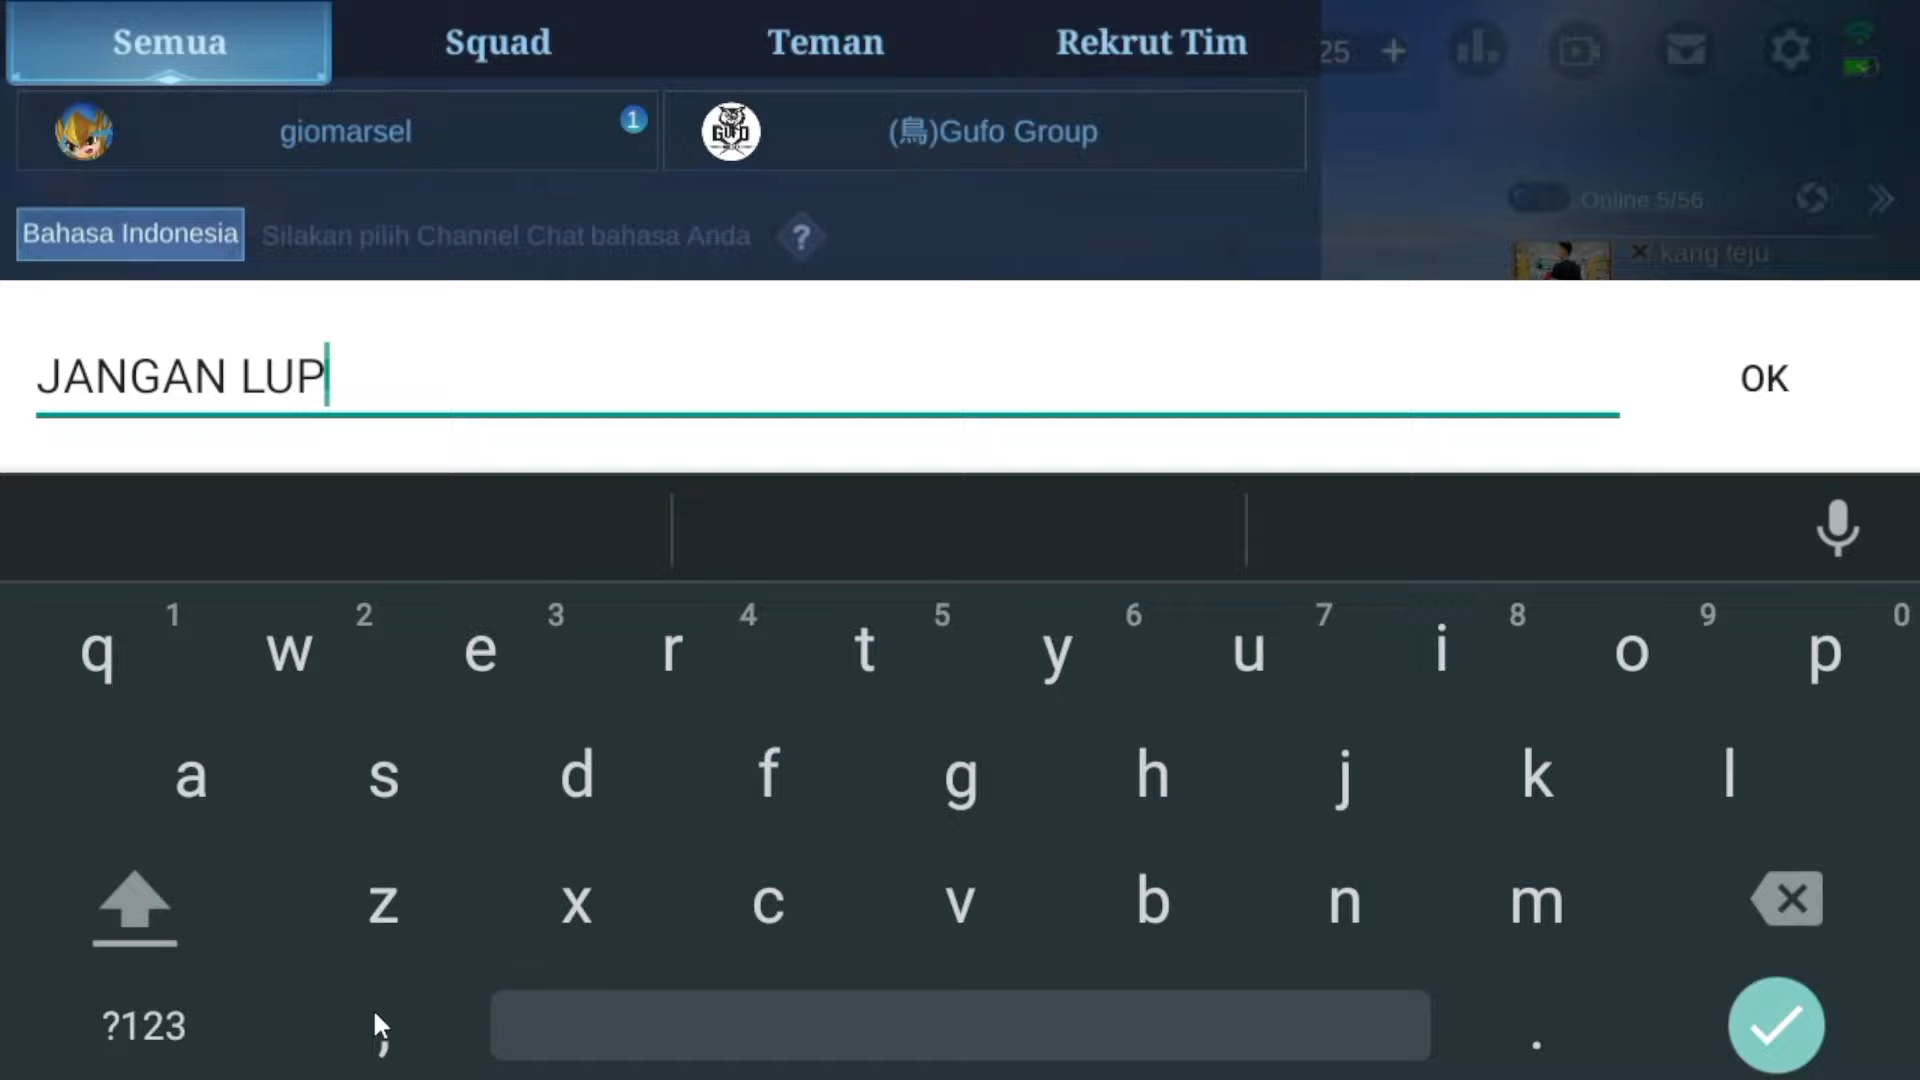 Semua Squad Teman Rekrut Tim 25 +
giomarsel 1 GUFO (鳥)Gufo Group
Online 5/56
Bahasa Indonesia Silakan pilih Channel Chat bahasa Anda ?
kang teju
JANGAN LUP OK
1 2 3 4 5 6 7 8 9 0
q w e r t y u i o p
a s d f g h j k l
z x c v b n m
?123 , .